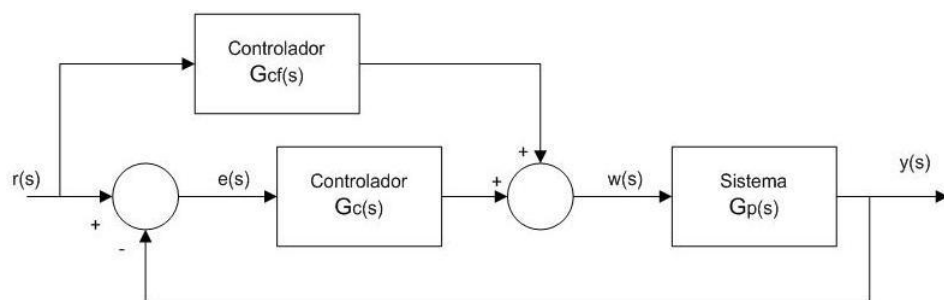 Controlador
Gcf(s)
+
r(s)
e(s)
Controlador
Gc(s)
+
w(s)
Sistema
Gp(s)
y(s)
+
-